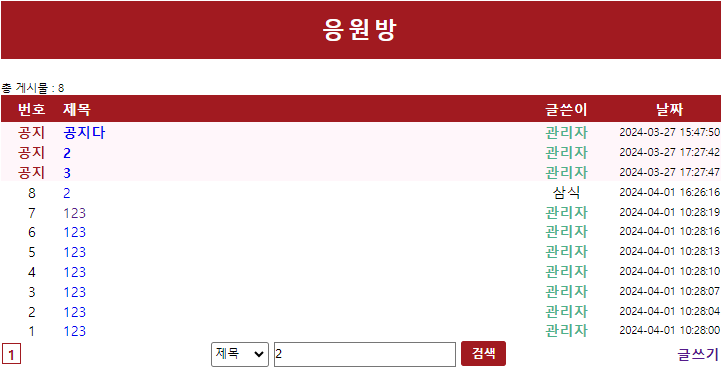 응원방
총 게시물 : 8
번호 제목 글쓴이 날짜
공지 공지다 관리자 2024-03-27 15:47:50
공지 2 관리자 2024-03-27 17:27:42
공지 3 관리자 2024-03-27 17:27:47
8 2 삼식 2024-04-01 16:26:16
7 123 관리자 2024-04-01 10:28:19
6 123 관리자 2024-04-01 10:28:16
5 123 관리자 2024-04-01 10:28:13
4 123 관리자 2024-04-01 10:28:10
3 123 관리자 2024-04-01 10:28:07
2 123 관리자 2024-04-01 10:28:04
1 123 관리자 2024-04-01 10:28:00
1 제목 2 검색 글쓰기